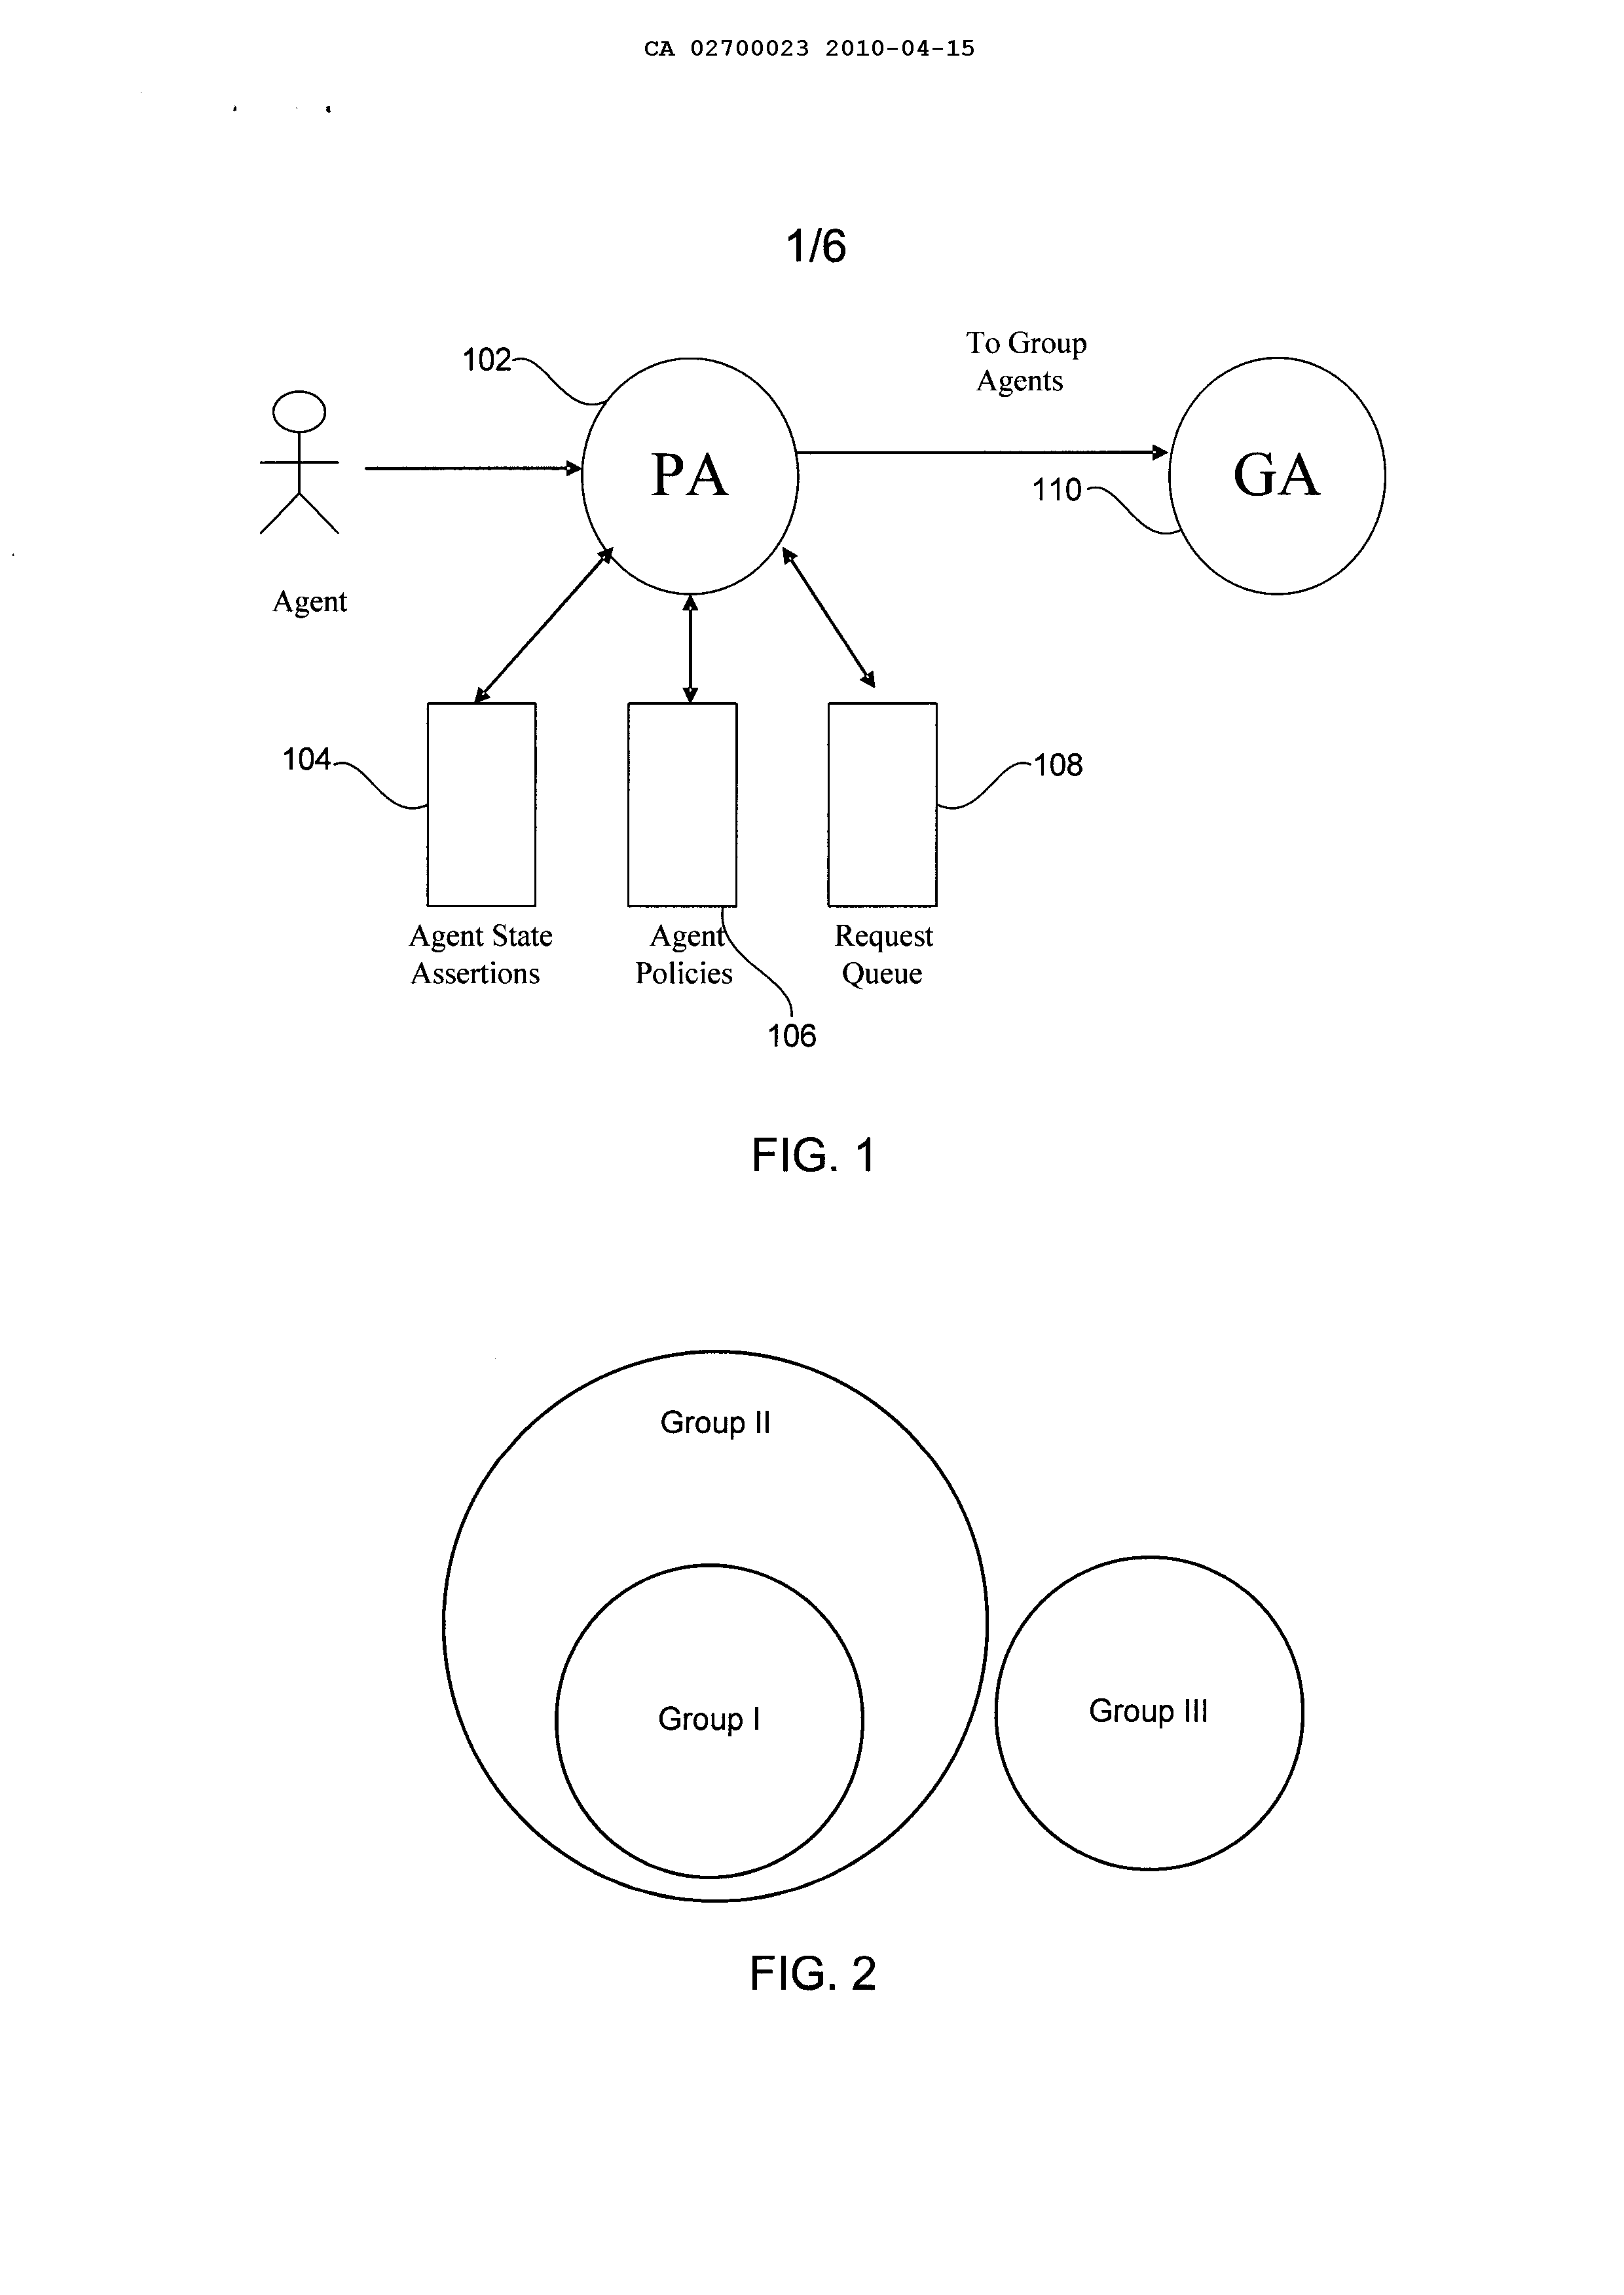 CA 02700023 2010-04-15
1/6
To Group
Agents
102
PA
GA
110
Agent
104
108
Agent State
Assertions
Agent
Policies
Request
Queue
106
FIG. 1
Group II
Group I
Group III
FIG. 2